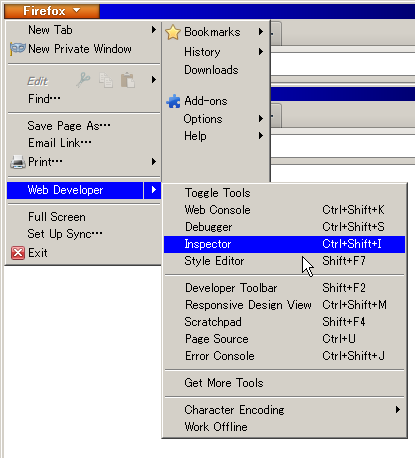 Firefox
New Tab
New Private Window
Edit
Find...
Save Page As...
Email Link...
Print...
Web Developer
Full Screen
Set Up Sync...
Exit
Bookmarks
History
Downloads
Add-ons
Options
Help
Toggle Tools
Web Console Ctrl+Shift+K
Debugger Ctrl+Shift+S
Inspector Ctrl+Shift+I
Style Editor Shift+F7
Developer Toolbar Shift+F2
Responsive Design View Ctrl+Shift+M
Scratchpad Shift+F4
Page Source Ctrl+U
Error Console Ctrl+Shift+J
Get More Tools
Character Encoding
Work Offline